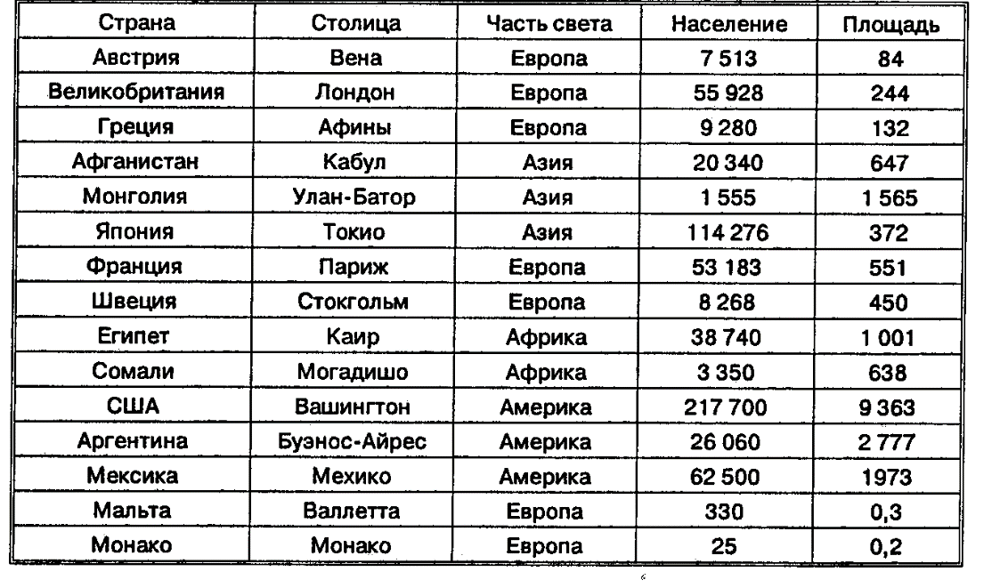 Страна Столица Часть света Население Площадь
Австрия Вена Европа 7 513 84
Великобритания Лондон Европа 55 928 244
Греция Афины Европа 9 280 132
Афганистан Кабул Азия 20 340 647
Монголия Улан-Батор Азия 1 555 1 565
Япония Токио Азия 114 276 372
Франция Париж Европа 53 183 551
Швеция Стокгольм Европа 8 268 450
Египет Каир Африка 38 740 1 001
Сомали Могадишо Африка 3 350 638
США Вашингтон Америка 217 700 9 363
Аргентина Буэнос-Айрес Америка 26 060 2 777
Мексика Мехико Америка 62 500 1973
Мальта Валлетта Европа 330 0,3
Монако Монако Европа 25 0,2